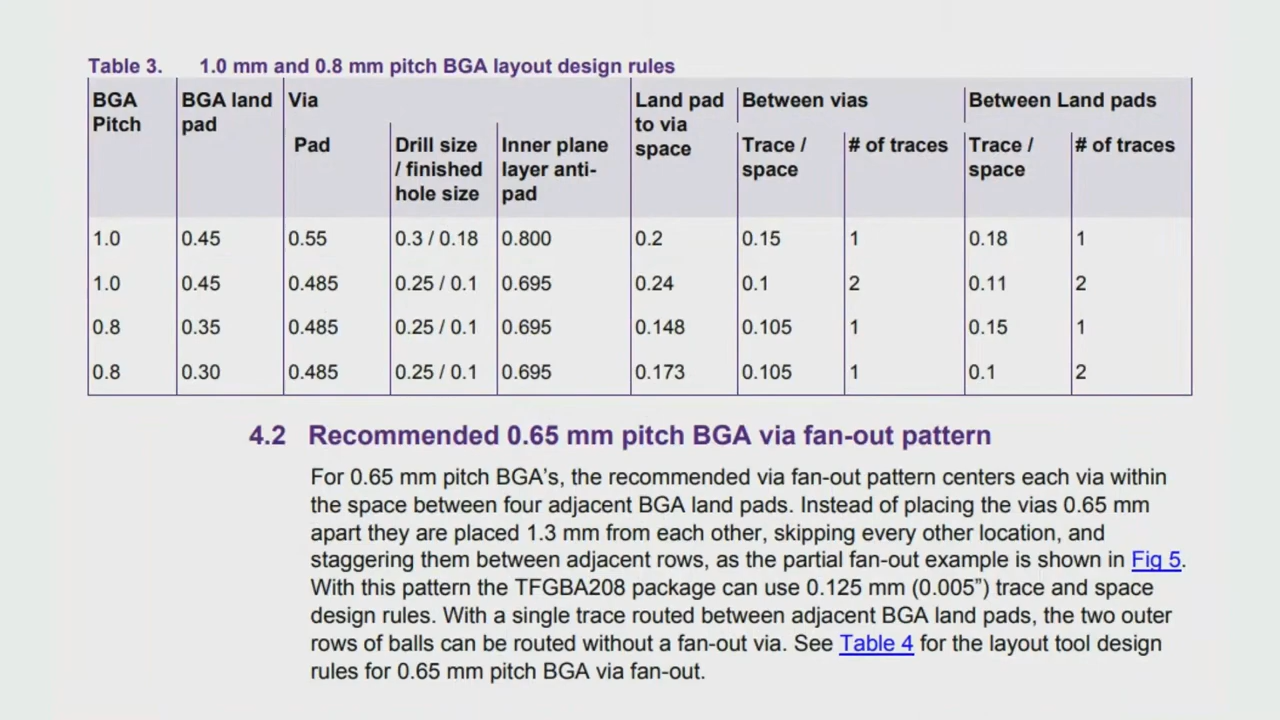 Table 3. 1.0 mm and 0.8 mm pitch BGA layout design rules
BGA Pitch BGA land pad Via Land pad to via space Between vias Between Land pads
Pad Drill size / finished hole size Inner plane layer anti-pad Trace / space # of traces Trace / space # of traces
1.0 0.45 0.55 0.3 / 0.18 0.800 0.2 0.15 1 0.18 1
1.0 0.45 0.485 0.25 / 0.1 0.695 0.24 0.1 2 0.11 2
0.8 0.35 0.485 0.25 / 0.1 0.695 0.148 0.105 1 0.15 1
0.8 0.30 0.485 0.25 / 0.1 0.695 0.173 0.105 1 0.1 2
4.2 Recommended 0.65 mm pitch BGA via fan-out pattern
For 0.65 mm pitch BGA's, the recommended via fan-out pattern centers each via within
the space between four adjacent BGA land pads. Instead of placing the vias 0.65 mm
apart they are placed 1.3 mm from each other, skipping every other location, and
staggering them between adjacent rows, as the partial fan-out example is shown in Fig 5.
With this pattern the TFGBA208 package can use 0.125 mm (0.005”) trace and space
design rules. With a single trace routed between adjacent BGA land pads, the two outer
rows of balls can be routed without a fan-out via. See Table 4 for the layout tool design
rules for 0.65 mm pitch BGA via fan-out.